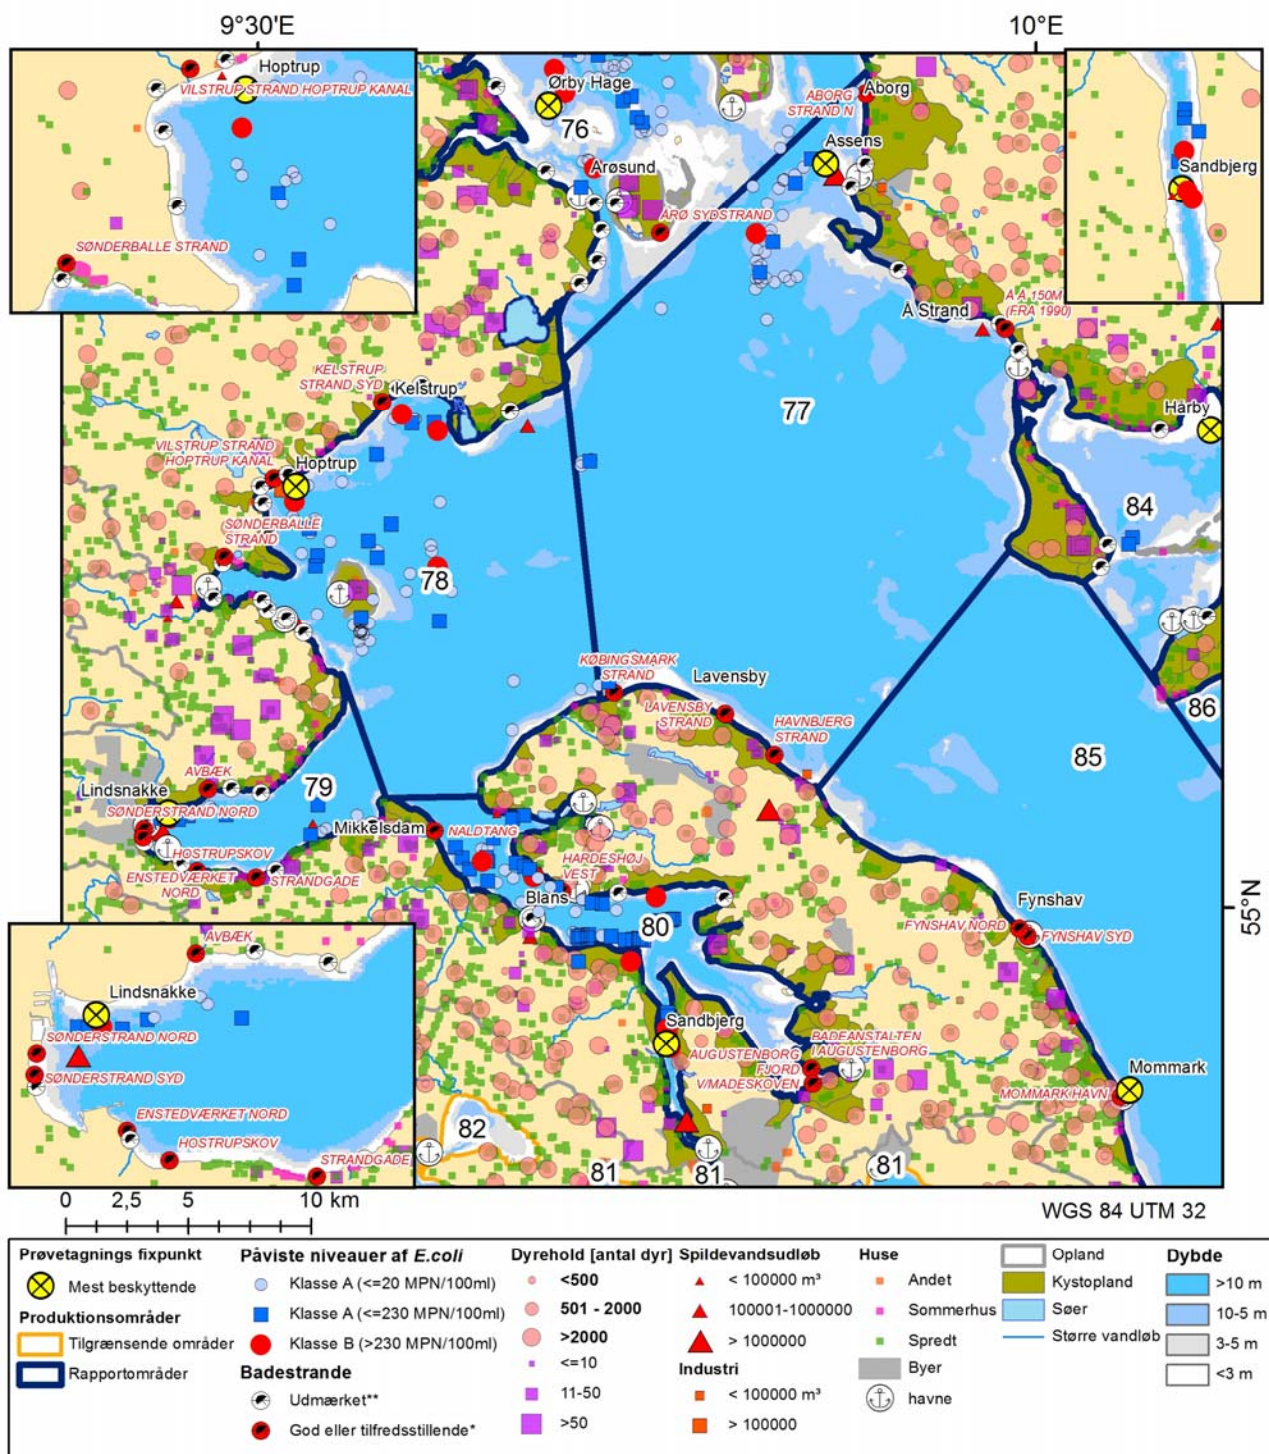 9°30'E
10°E
Hoptrup
VILSTRUP STRAND HOPTRUP KANAL
SØNDERBALLE STRAND
Ørby Hage
76
Arøsund
ARØ SYDSTRAND
ABORG
STRAND N
Aborg
Assens
Sandbjerg
Å Strand
A A 150M
(FRA 1990)
KELSTRUP
STRAND SYD
Kelstrup
77
Hårby
VILSTRUP STRAND
HOPTRUP KANAL
Hoptrup
84
SØNDERBALLE
STRAND
78
KØBINGSMARK
STRAND
Lavensby
LAVENSBY
STRAND
HAVNBJERG
STRAND
86
85
AVBÆK
79
Lindsnakke
SØNDERSTRAND NORD
Mikkelsdam
NALDTANG
HOSTRUPSKOV
ENSTEDVÆRKET
NORD
STRANDGADE
HARDESHØJ
VEST
Blans
80
Fynshav
FYNSHAV NORD
FYNSHAV SYD
55°N
AVBÆK
Lindsnakke
SØNDERSTRAND NORD
SØNDERSTRAND SYD
ENSTEDVÆRKET NORD
HOSTRUPSKOV
STRANDGADE
Sandbjerg
BADEANSTALTEN
I AUGUSTENBORG
AUGUSTENBORG
FJORD
V/MADESKOVEN
Mommark
MOMMARK HAVN
82
81
81
81
0 2,5 5 10 km
WGS 84 UTM 32
Prøvetagnings fixpunkt
Mest beskyttende
Produktionsområder
Tilgrænsende områder
Rapportområder
Påviste niveauer af E.coli
Klasse A (<=20 MPN/100ml)
Klasse A (<=230 MPN/100ml)
Klasse B (>230 MPN/100ml)
Badestrande
Udmærket**
God eller tilfredsstillende*
Dyrehold [antal dyr]
<500
501 - 2000
>2000
<=10
11-50
>50
Spildevandsudløb
< 100000 m³
100001-1000000
> 1000000
Industri
< 100000 m³
> 100000
Huse
Andet
Sommerhus
Spredt
Byer
havne
Opland
Kystopland
Søer
Større vandløb
Dybde
>10 m
10-5 m
3-5 m
<3 m